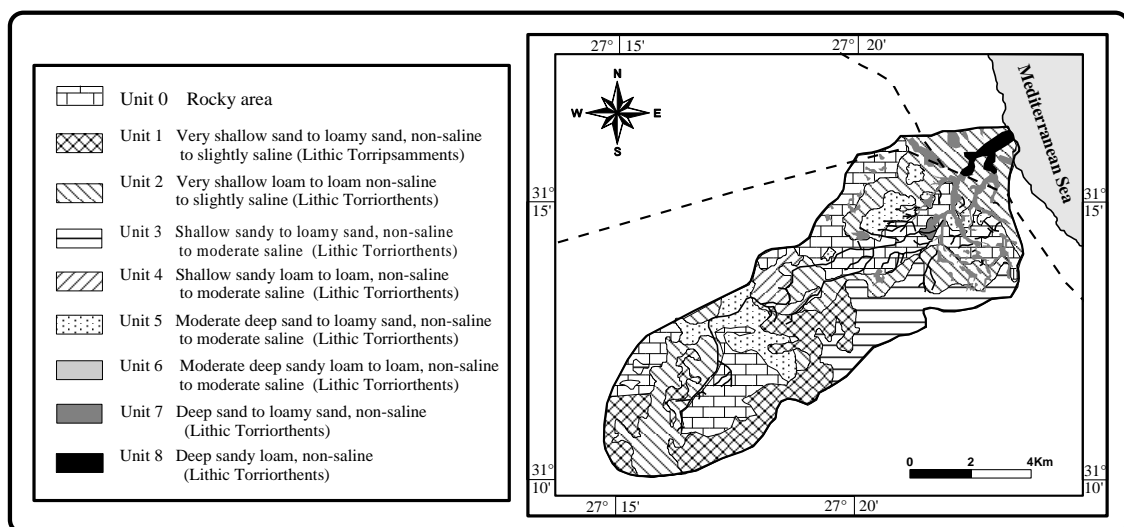 Unit 0 Rocky area
Unit 1 Very shallow sand to loamy sand, non-saline
to slightly saline (Lithic Torripsamments)
Unit 2 Very shallow loam to loam non-saline
to slightly saline (Lithic Torriorthents)
Unit 3 Shallow sandy to loamy sand, non-saline
to moderate saline (Lithic Torriorthents)
Unit 4 Shallow sandy loam to loam, non-saline
to moderate saline (Lithic Torriorthents)
Unit 5 Moderate deep sand to loamy sand, non-saline
to moderate saline (Lithic Torriorthents)
Unit 6 Moderate deep sandy loam to loam, non-saline
to moderate saline (Lithic Torriorthents)
Unit 7 Deep sand to loamy sand, non-saline
(Lithic Torriorthents)
Unit 8 Deep sandy loam, non-saline
(Lithic Torriorthents)
27° 15'
27° 20'
N
W E
S
Mediterranean Sea
31°
15'
31°
15'
0 2 4Km
31°
10'
31°
10'
27° 15'
27° 20'